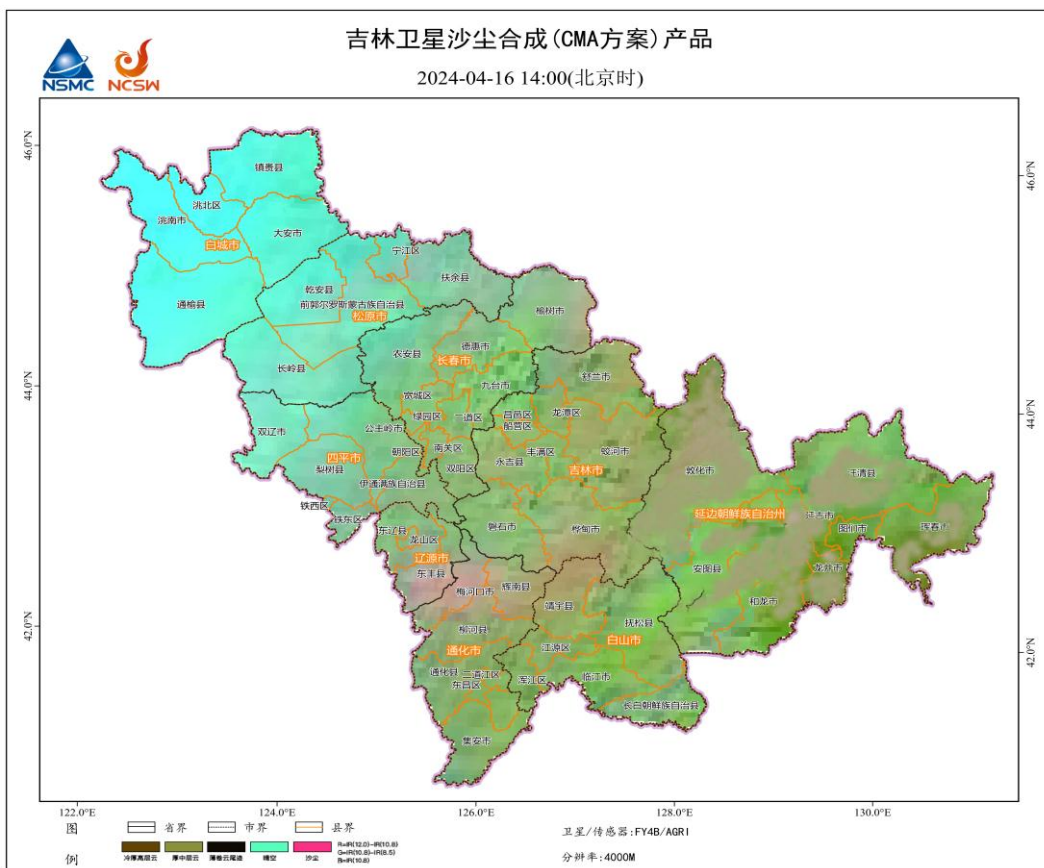 吉林卫星沙尘合成(CMA方案)产品
NSMC NCSW
2024-04-16 14:00(北京时)
46.0°N
46.0°N
镇赉县
洮北区
洮南市
大安市
白城市
宁江区
扶余县
乾安县
通榆县
前郭尔罗斯蒙古族自治县
松原市
榆树市
德惠市
农安县
长春市
长岭县
舒兰市
44.0°N
九台市
44.0°N
宽城区
昌邑区
龙潭区
绿园区
二道区
船营区
双辽市
公主岭市
南关区
朝阳区
丰满区
蛟河市
四平市
永吉县
吉林市
梨树县
双阳区
敦化市
汪清县
伊通满族自治县
铁西区
延边朝鲜族自治州
铁东区
磐石市
桦甸市
图们市
珲春市
东辽县
龙山区
辽源市
安图县
龙井市
东丰县
辉南县
梅河口市
靖宇县
和龙市
42.0°N
柳河县
抚松县
白山市
42.0°N
通化市
江源区
通化县
二道江区
东昌区
浑江区
临江市
长白朝鲜族自治县
集安市
122.0°E
124.0°E
126.0°E
128.0°E
130.0°E
图
省界
市界
县界
卫星/传感器:FY4B/AGRI
例
冷厚高层云
厚中层云
薄卷云尾迹
晴空
沙尘
R=IR(12.0)-IR(10.8)
G=IR(10.8)-IR(8.5)
B=IR(10.8)
分辨率:4000M